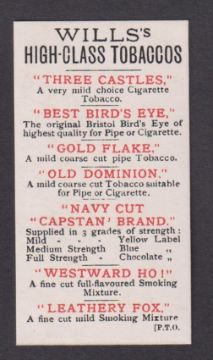 WILLS's
HIGH-CLASS TOBACCOS
"THREE CASTLES,"
A very mild choice Cigarette
Tobacco.
"BEST BIRD'S EYE,"
The original Bristol Bird's Eye of
highest quality for Pipe or Cigarette.
"GOLD FLAKE,"
A mild coarse cut pipe Tobacco.
"OLD DOMINION,"
A mild coarse cut Tobacco suitable
for Pipe or Cigarette.
"NAVY CUT
"CAPSTAN" BRAND."
Supplied in 3 grades of strength:
Mild - - - Yellow Label
Medium Strength Blue „
Full Strength - Chocolate „
"WESTWARD HO!"
A fine cut full-flavoured Smoking
Mixture.
"LEATHERY FOX,"
A fine cut mild Smoking Mixture
[P.T.O.